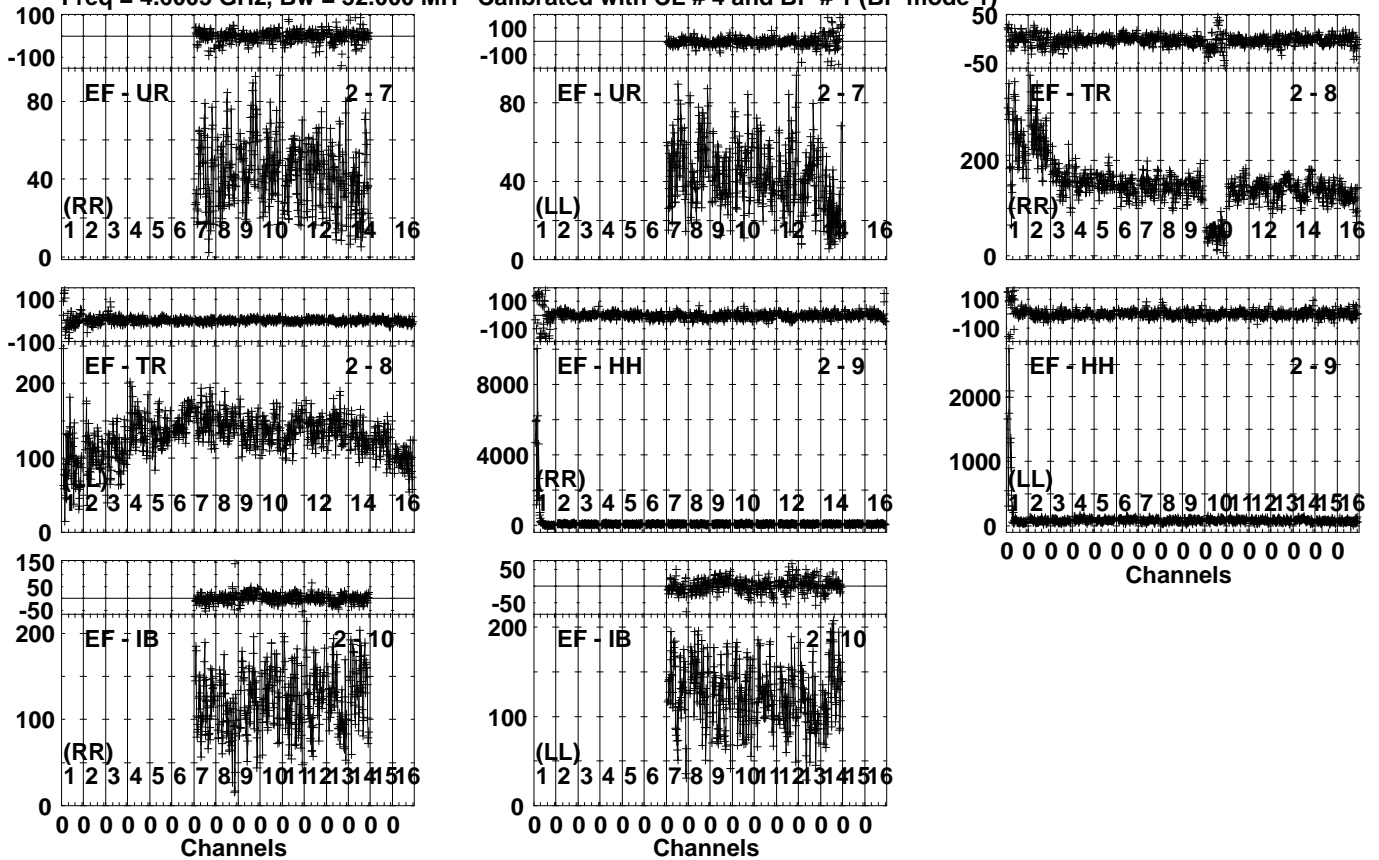 Freq = 4.6005 GHz, Bw = 32.000 MH Calibrated with CL # 4 and BP # 1 (BP mode 1)
100
-100
EF - UR 2 - 7
80
40
0
(RR)
1 2 3 4 5 6 7 8 9 10 12 14 16
100
-100
EF - UR 2 - 7
80
40
0
(LL)
1 2 3 4 5 6 7 8 9 10 12 14 16
50
-50
EF - TR 2 - 8
200
0
(RR)
1 2 3 4 5 6 7 8 9 10 12 14 16
100
-100
EF - TR 2 - 8
200
100
0
(LL)
1 2 3 4 5 6 7 8 9 10 12 14 16
100
-100
EF - HH 2 - 9
8000
4000
0
(RR)
1 2 3 4 5 6 7 8 9 10 12 14 16
100
-100
EF - HH 2 - 9
2000
1000
0
(LL)
1 2 3 4 5 6 7 8 9 10 11 12 13 14 15 16
0 0 0 0 0 0 0 0 0 0 0 0 0 0 0 0
Channels
150
50
-50
EF - IB 2 - 10
200
100
0
(RR)
1 2 3 4 5 6 7 8 9 10 11 12 13 14 15 16
0 0 0 0 0 0 0 0 0 0 0 0 0 0 0 0
Channels
50
-50
EF - IB 2 - 10
200
100
0
(LL)
1 2 3 4 5 6 7 8 9 10 11 12 13 14 15 16
0 0 0 0 0 0 0 0 0 0 0 0 0 0 0 0
Channels